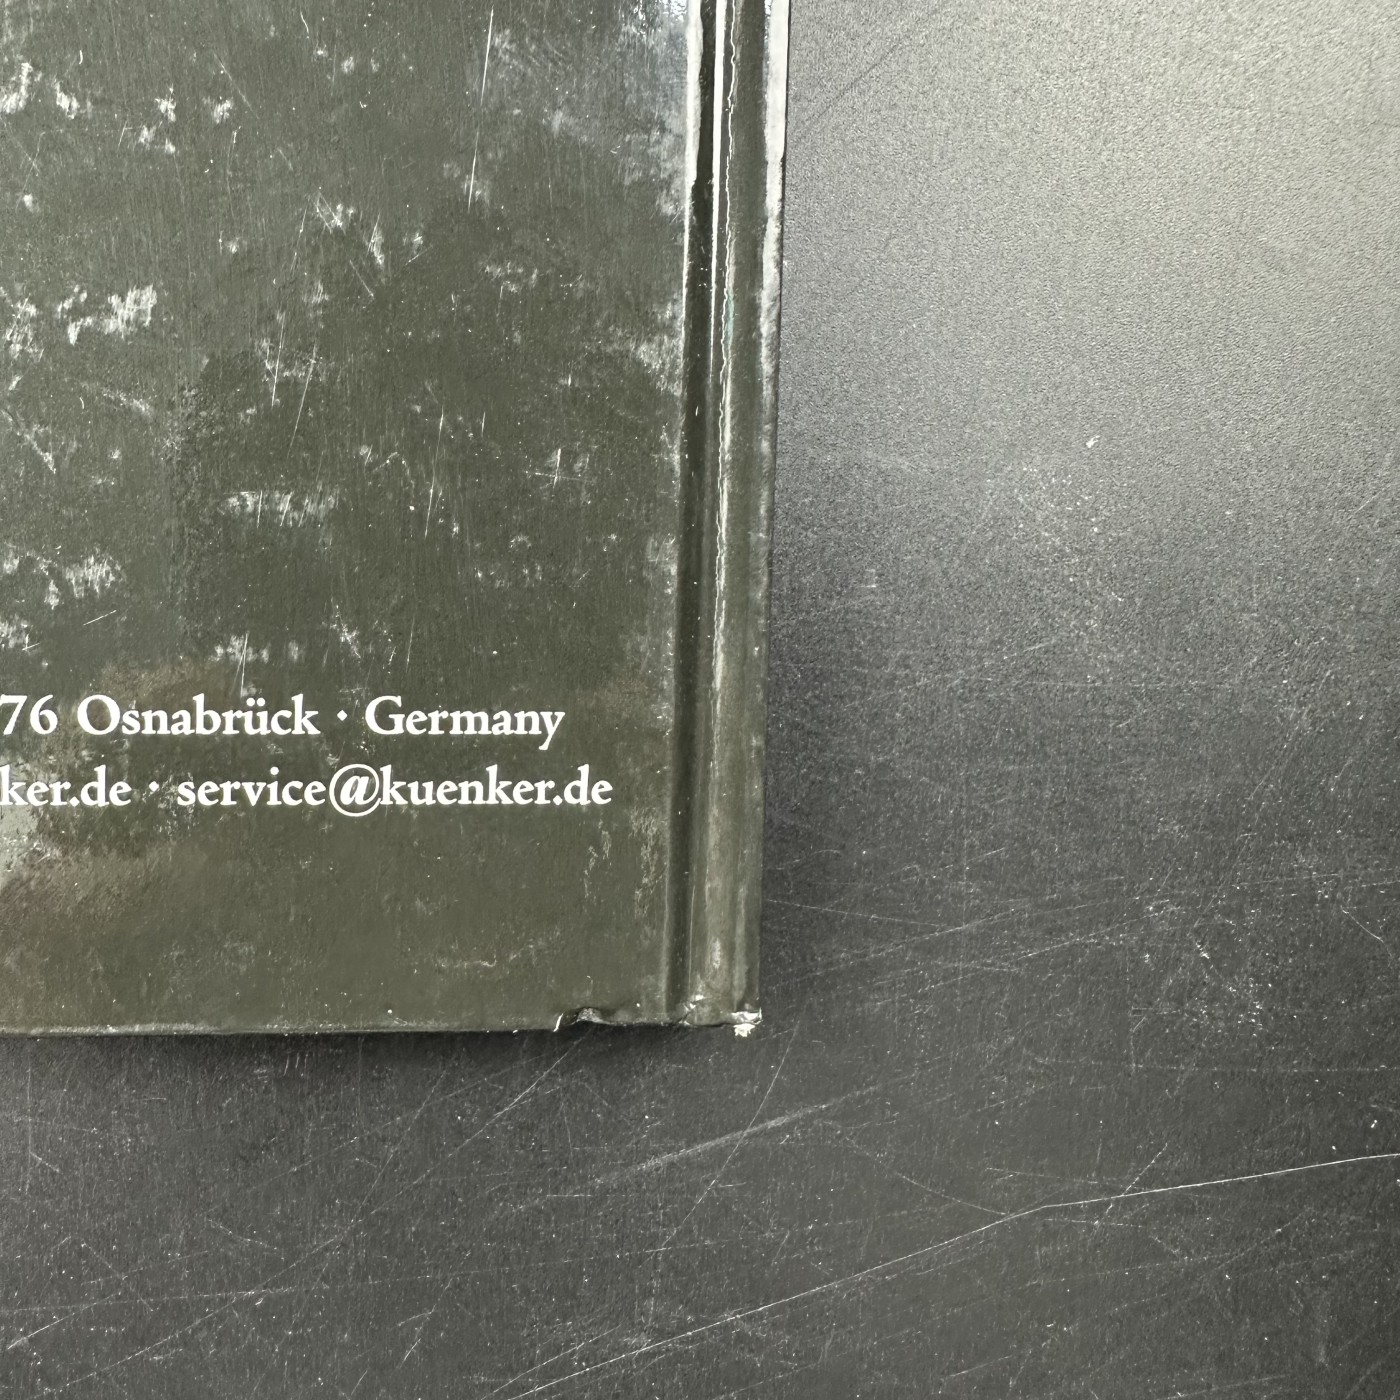 76 Osnabrück · Germany
ker.de · service@kuenker.de